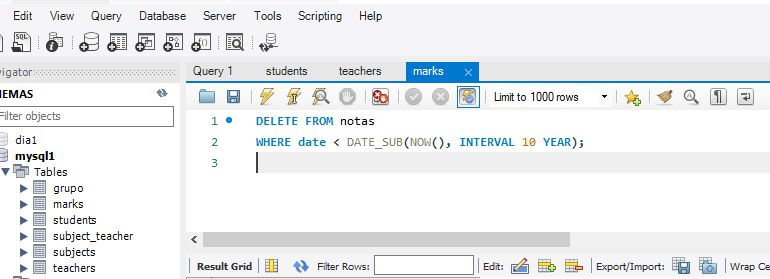 Edit View Query Database Server Tools Scripting Help
SQL
vigator
Query 1 students teachers marks
HEMAS
Filter objects
Limit to 1000 rows
dia1
mysql1
Tables
grupo
marks
students
subject_teacher
subjects
teachers
1 DELETE FROM notas
2 WHERE date < DATE_SUB(NOW(), INTERVAL 10 YEAR);
3
Result Grid Filter Rows: Edit: Export/Import: Wrap Ce